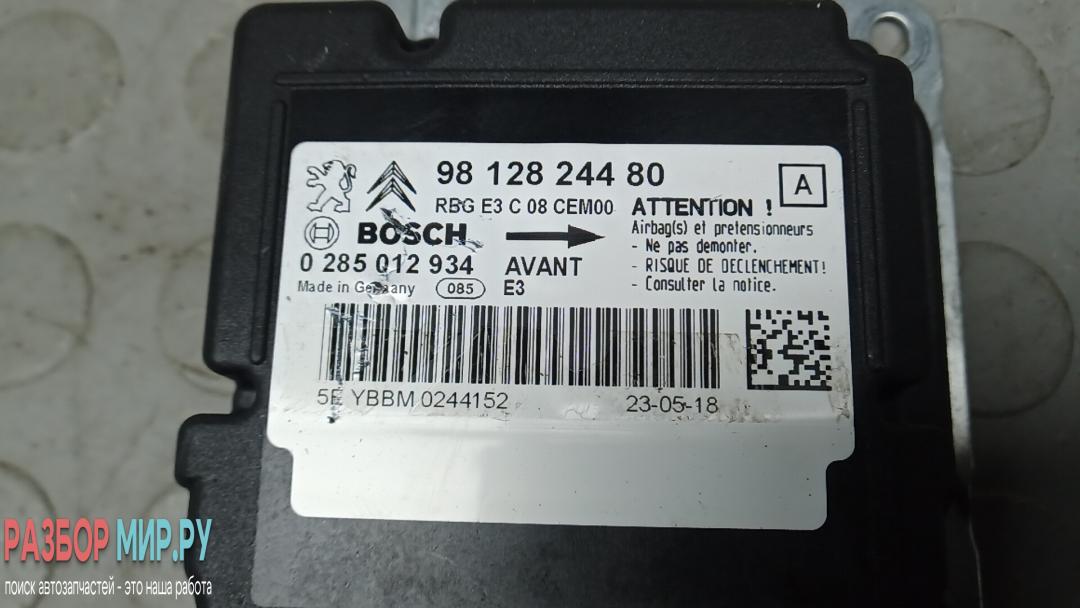 98 128 244 80
A
RBG E3 C 08 CEM00
ATTENTION !
Airbag(s) et pretensionneurs
BOSCH
- Ne pas demonter.
0 285 012 934
AVANT
- RISQUE DE DECLENCHEMENT!
Made in Germany
085
E3
- Consulter la notice.
YBBM 0244152
23-05-18
РАЗБОР МИР.РУ
поиск автозапчастей - это наша работа